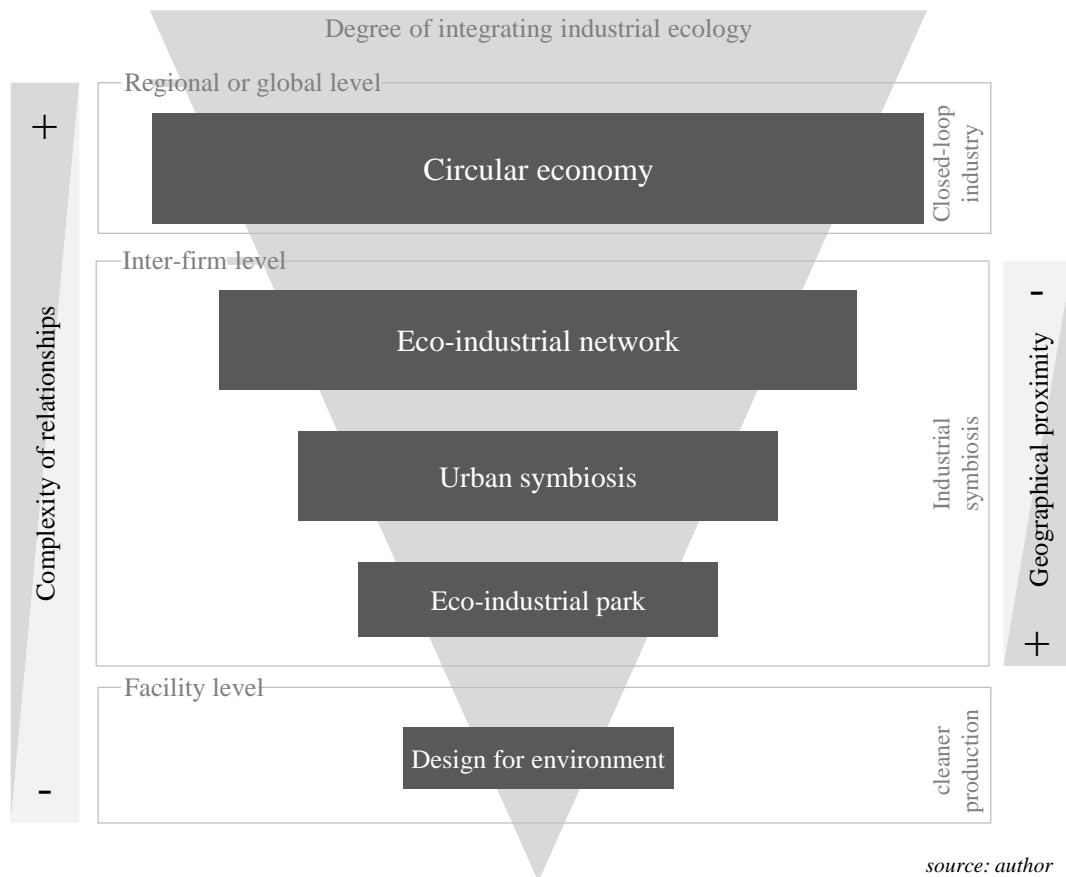 Degree of integrating industrial ecology
Regional or global level
+
Circular economy
Closed-loop
industry
Inter-firm level
-
Eco-industrial network
Complexity of relationships
Urban symbiosis
Industrial
symbiosis
Geographical proximity
Eco-industrial park
+
Facility level
Design for environment
cleaner
production
-
source: author